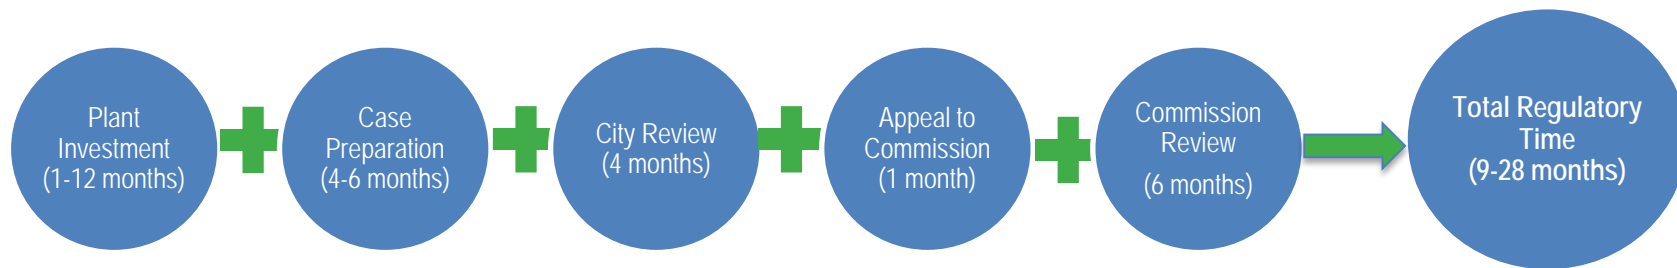 Plant
Investment
(1-12 months)
Case
Preparation
(4-6 months)
City Review
(4 months)
Appeal to
Commission
(1 month)
Commission
Review
(6 months)
Total Regulatory
Time
(9-28 months)